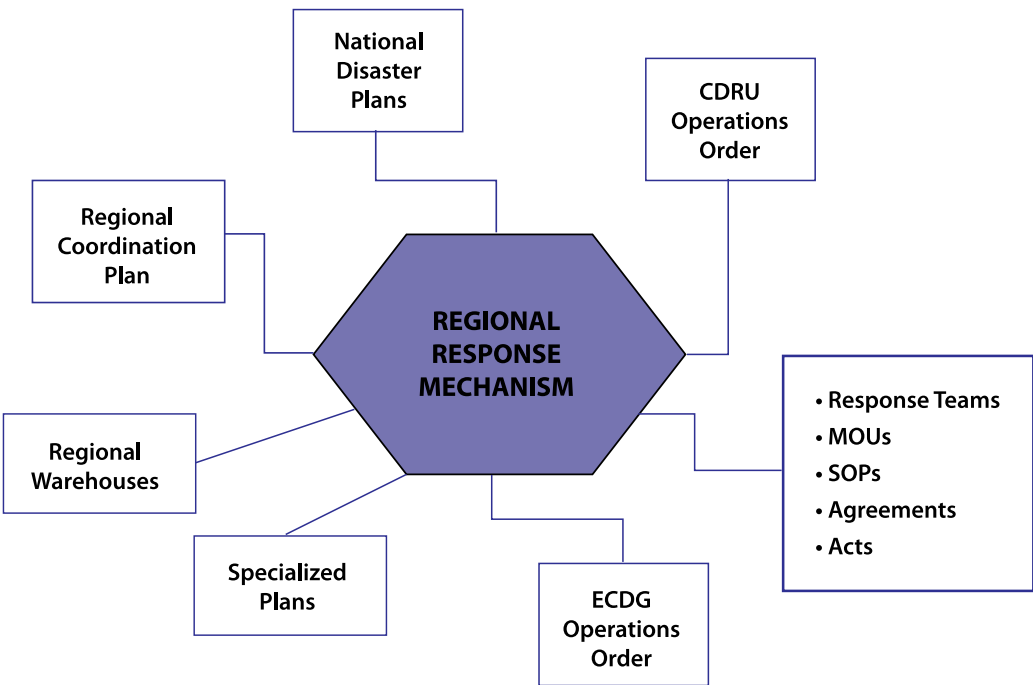 National
Disaster
Plans
CDRU
Operations
Order
Regional
Coordination
Plan
REGIONAL
RESPONSE
MECHANISM
• Response Teams
• MOUs
• SOPs
• Agreements
• Acts
Regional
Warehouses
Specialized
Plans
ECDG
Operations
Order